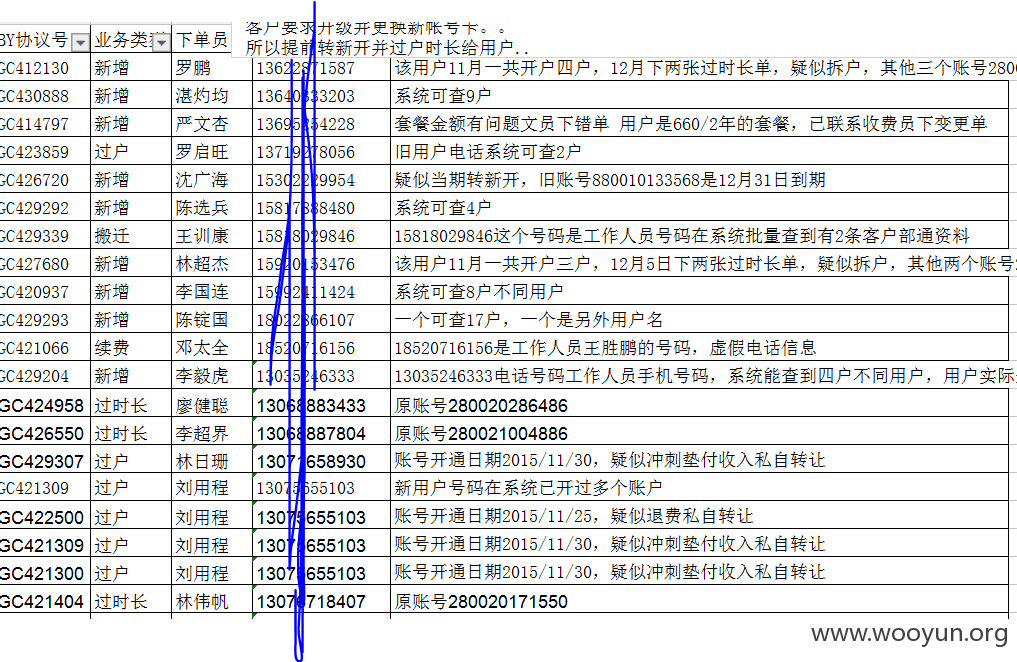 客户要求升级并更换新帐号卡。。
所以提前转新开并过户时长给用户..
BY协议号 业务类 下单员
GC412130 新增 罗鹏 该用户11月一共开户四户，12月下两张过时长单，疑似拆户，其他三个账号280
GC430888 新增 湛灼均 系统可查9户
GC414797 新增 严文杏 套餐金额有问题文员下错单 用户是660/2年的套餐，已联系收费员下变更单
GC423859 过户 罗启旺 旧用户电话系统可查2户
GC426720 新增 沈广海 疑似当期转新开，旧账号880010133568是12月31日到期
GC429292 新增 陈选兵 系统可查4户
GC429339 搬迁 王训康 15818029846这个号码是工作人员号码在系统批量查到有2条客户部通资料
GC427680 新增 林超杰 该用户11月一共开户三户，12月5日下两张过时长单，疑似拆户，其他两个账号
GC420937 新增 李国连 系统可查8户不同用户
GC429293 新增 陈锭国 一个可查17户，一个是另外用户名
GC421066 续费 邓太全 18520716156是工作人员王胜鹏的号码，虚假电话信息
GC429204 新增 李毅虎 13035246333电话号码工作人员手机号码，系统能查到四户不同用户，用户实际
GC424958 过时长 廖健聪 原账号280020286486
GC426550 过时长 李超界 原账号280021004886
GC429307 过户 林日珊 账号开通日期2015/11/30，疑似冲刺垫付收入私自转让
GC421309 过户 刘用程 新用户号码在系统已开过多个账户
GC422500 过户 刘用程 账号开通日期2015/11/25，疑似退费私自转让
GC421309 过户 刘用程 账号开通日期2015/11/30，疑似冲刺垫付收入私自转让
GC421300 过户 刘用程 账号开通日期2015/11/30，疑似冲刺垫付收入私自转让
GC421404 过时长 林伟帆 原账号280020171550
www.wooyun.org